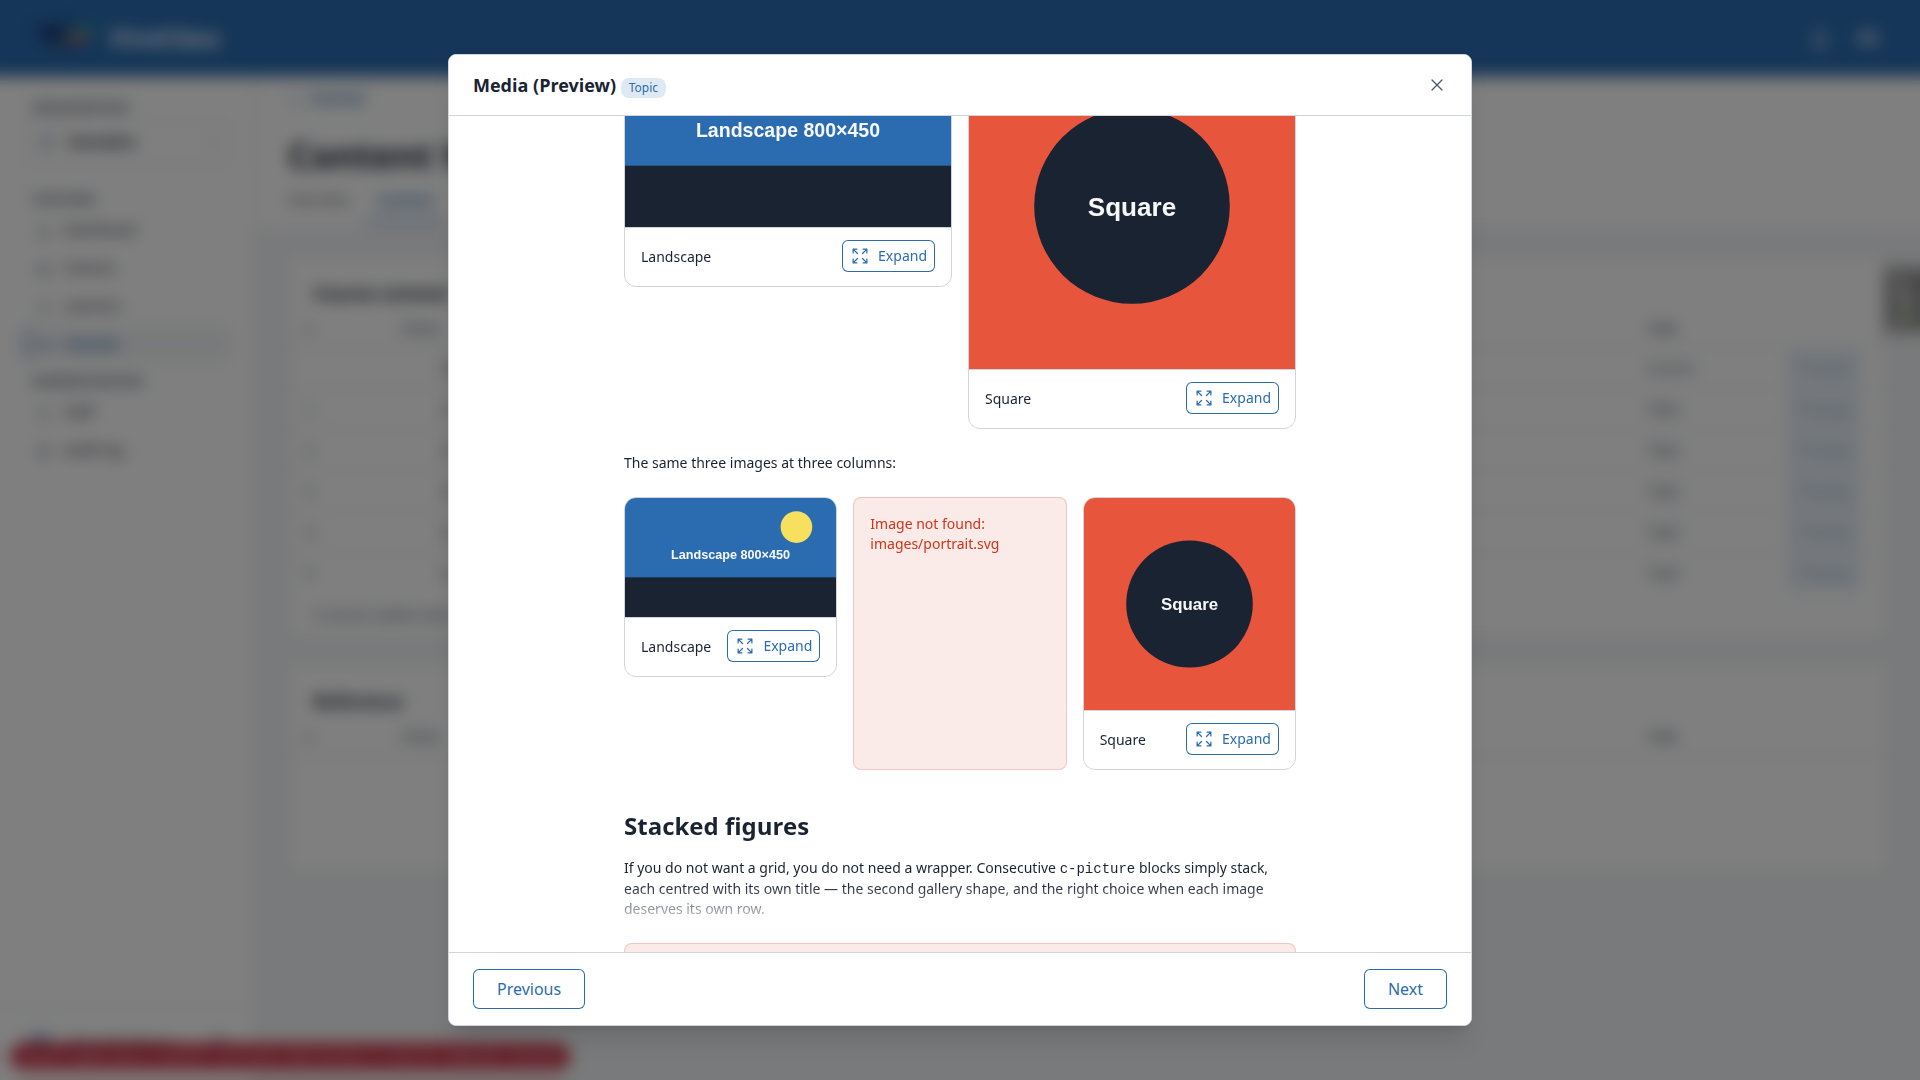 Media (Preview) Topic
Landscape 800×450
Square
Landscape
Expand
Square
Expand
The same three images at three columns:
Landscape 800×450
Landscape
Expand
Image not found:
images/portrait.svg
Square
Square
Expand
Stacked figures
If you do not want a grid, you do not need a wrapper. Consecutive c-picture blocks simply stack,
each centred with its own title — the second gallery shape, and the right choice when each image
deserves its own row.
Previous
Next